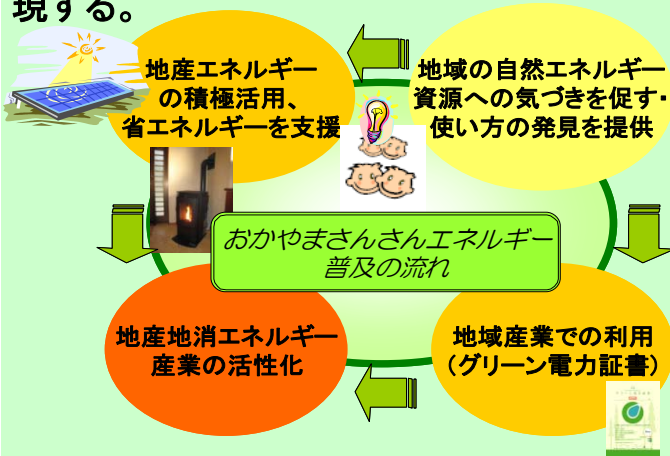 現する。
地産エネルギー
の積極活用、
省エネルギーを支援
地域の自然エネルギー
資源への気づきを促す・
使い方の発見を提供
おかやまさんさんエネルギー
普及の流れ
地産地消エネルギー
産業の活性化
地域産業での利用
（グリーン電力証書）